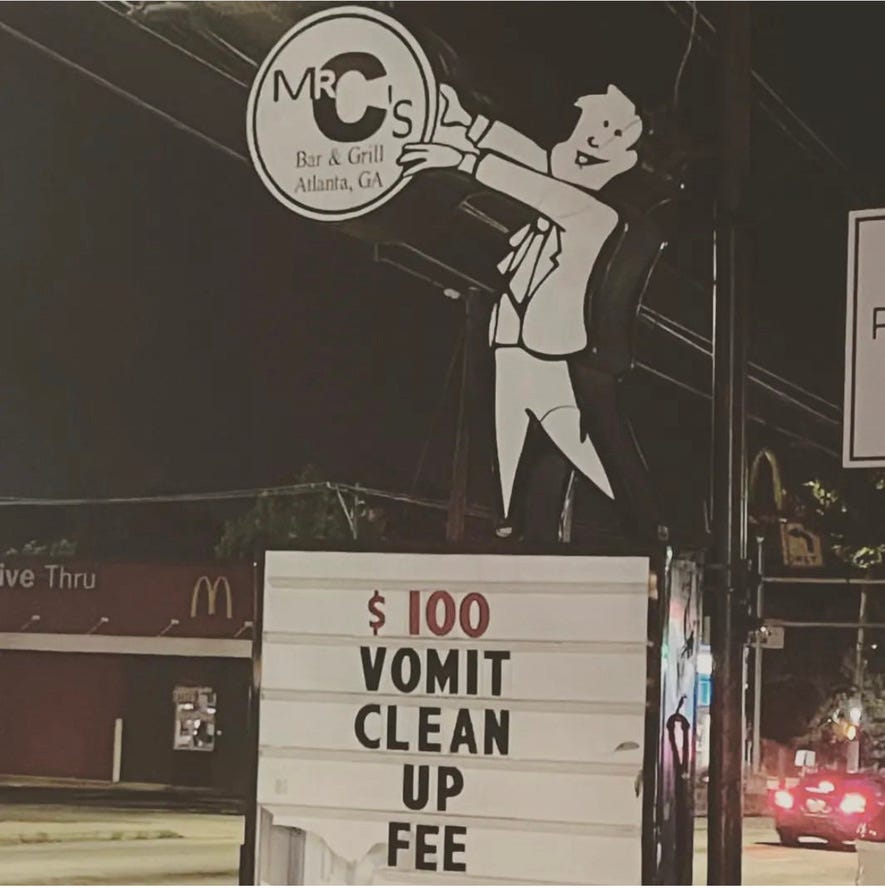 MR C'S
Bar & Grill
Atlanta, GA
ive Thru
$ 100
VOMIT
CLEAN
UP
FEE